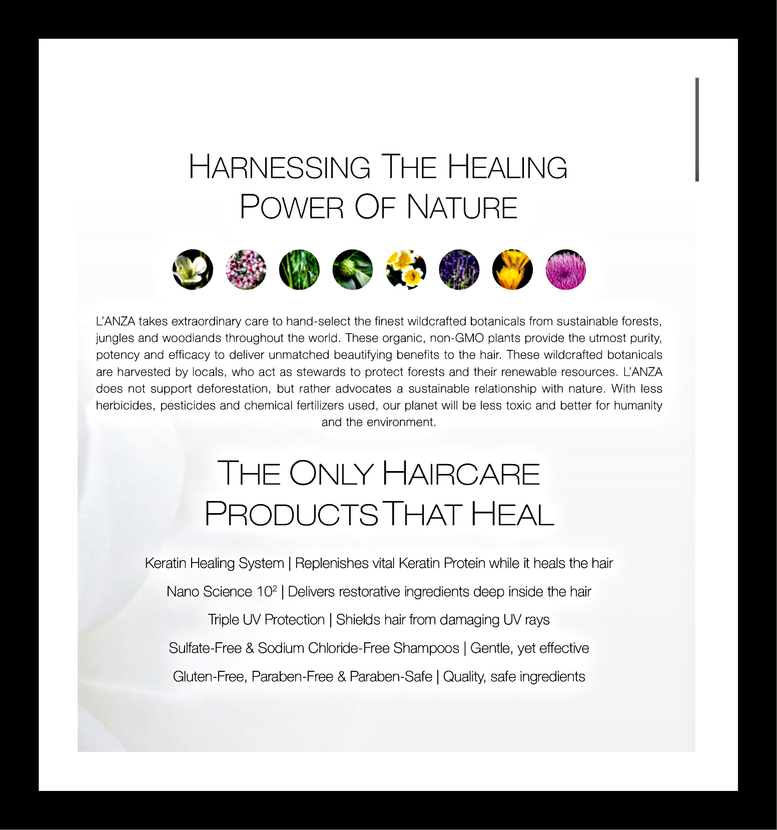 HARNESSING THE HEALING
POWER OF NATURE
L'ANZA takes extraordinary care to hand-select the finest wildcrafted botanicals from sustainable forests,
jungles and woodlands throughout the world. These organic, non-GMO plants provide the utmost purity,
potency and efficacy to deliver unmatched beautifying benefits to the hair. These wildcrafted botanicals
are harvested by locals, who act as stewards to protect forests and their renewable resources. L'ANZA
does not support deforestation, but rather advocates a sustainable relationship with nature. With less
herbicides, pesticides and chemical fertilizers used, our planet will be less toxic and better for humanity
and the environment.
THE ONLY HAIRCARE
PRODUCTS THAT HEAL
Keratin Healing System | Replenishes vital Keratin Protein while it heals the hair
Nano Science 10² | Delivers restorative ingredients deep inside the hair
Triple UV Protection | Shields hair from damaging UV rays
Sulfate-Free & Sodium Chloride-Free Shampoos | Gentle, yet effective
Gluten-Free, Paraben-Free & Paraben-Safe | Quality, safe ingredients